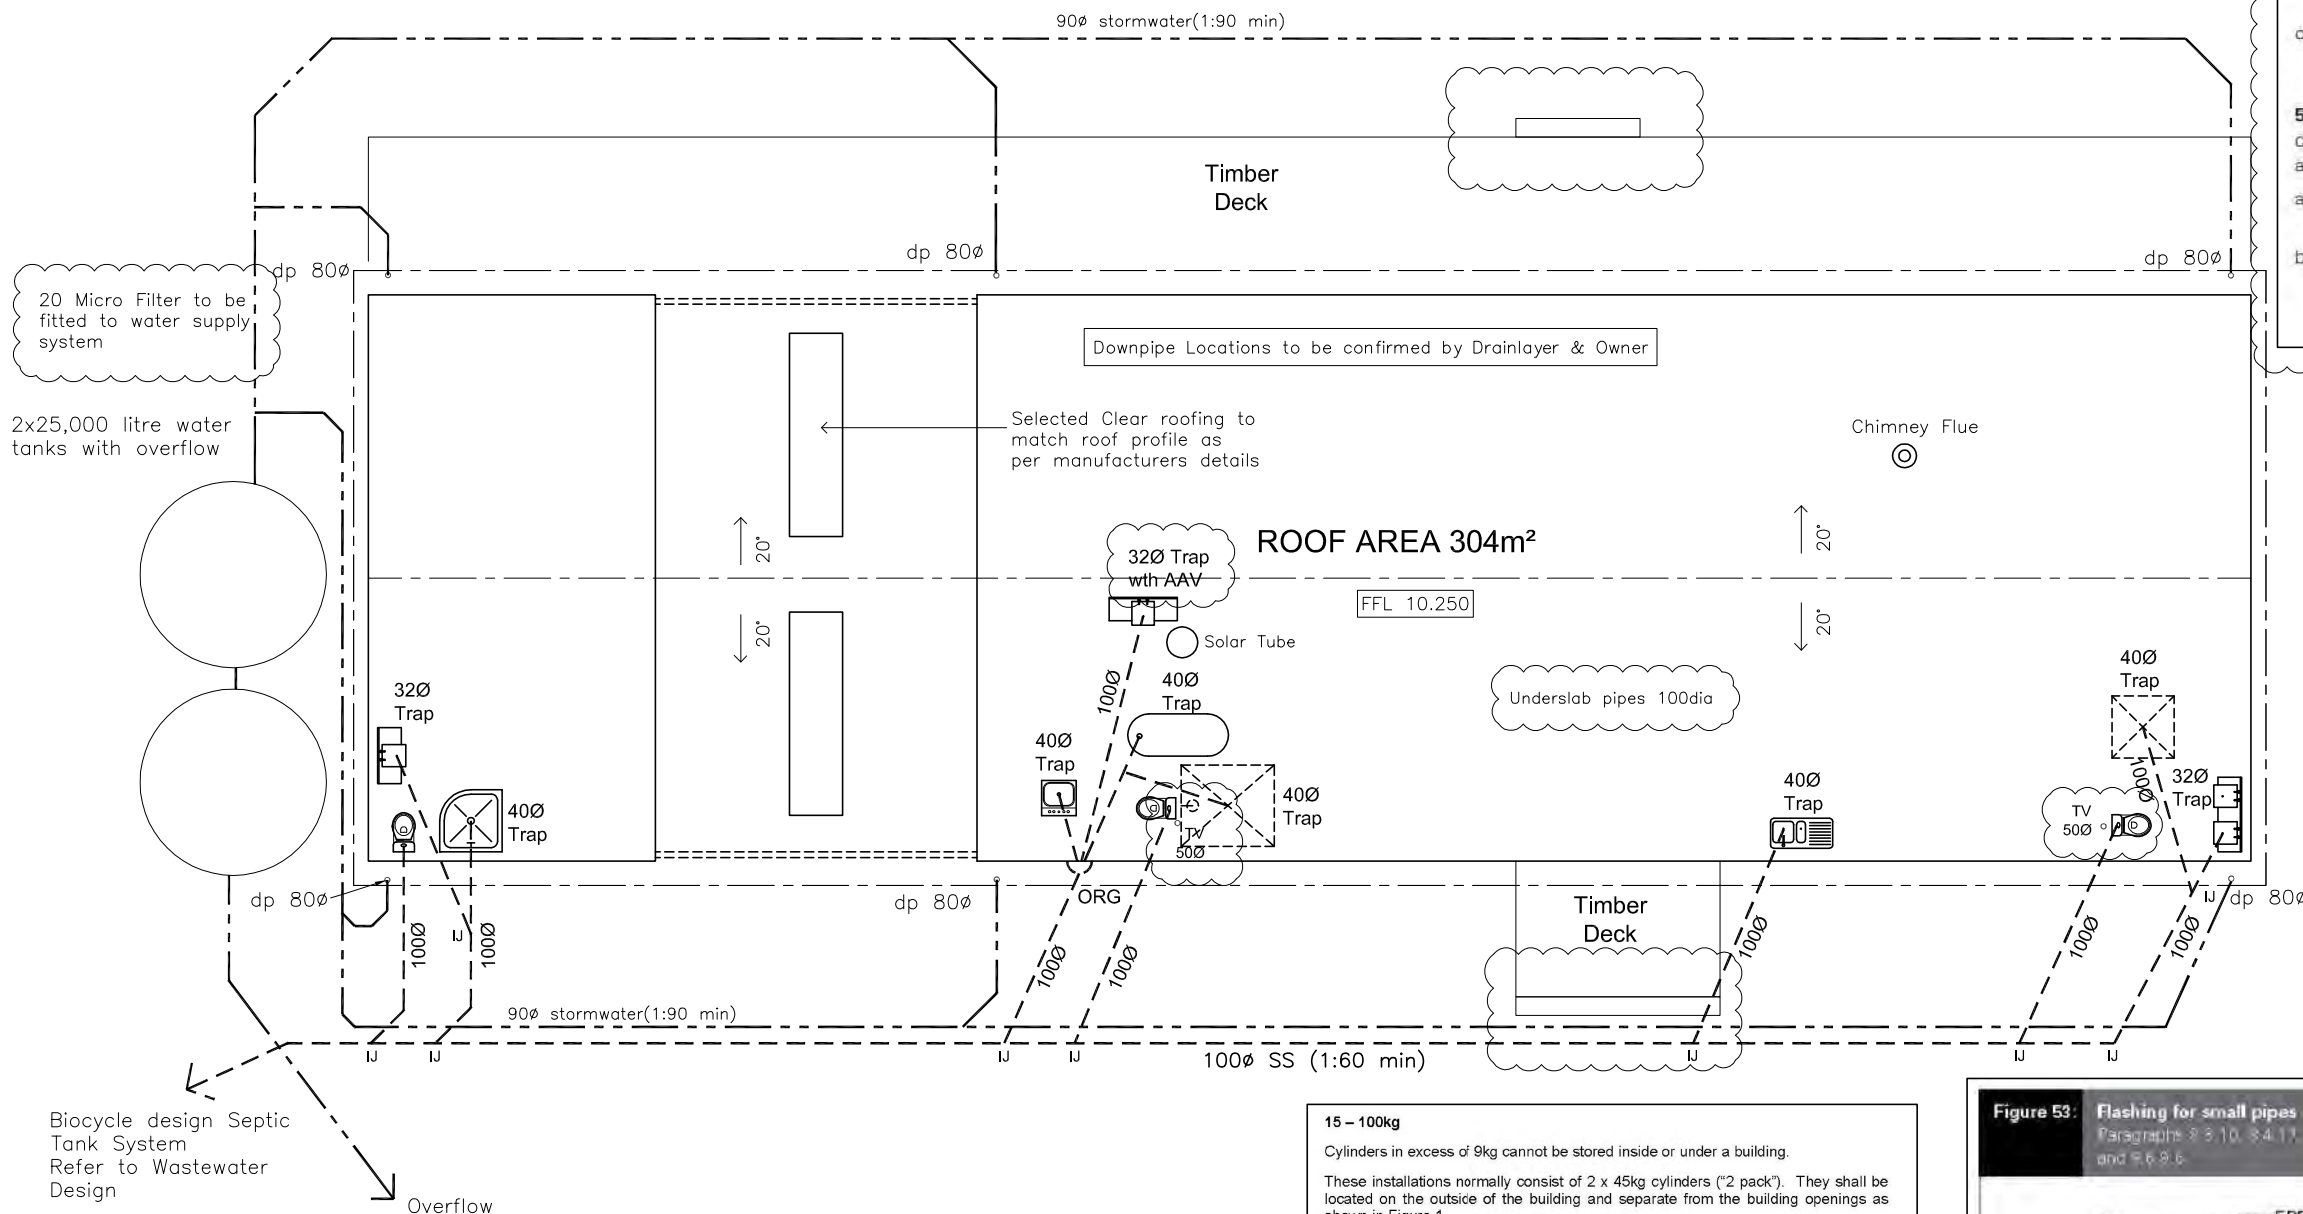 90ø stormwater(1:90 min)
Timber
Deck
dp 80ø
dp 80ø
dp 80ø
20 Micro Filter to be
fitted to water supply
system
Downpipe Locations to be confirmed by Drainlayer & Owner
2x25,000 litre water
tanks with overflow
Selected Clear roofing to
match roof profile as
per manufacturers details
Chimney Flue
20°
20°
ROOF AREA 304m²
32Ø Trap
wth AAV
FFL 10.250
20°
20°
Solar Tube
32Ø
Trap
100Ø
40Ø
Trap
Underslab pipes 100dia
40Ø
Trap
40Ø
Trap
40Ø
Trap
40Ø
Trap
TV
50Ø
40Ø
Trap
TV
50Ø
100Ø
32Ø
Trap
dp 80ø
dp 80ø
ORG
Timber
Deck
IJ
dp 80ø
100Ø
IJ
100Ø
100Ø
100Ø
100Ø
100Ø
100Ø
90ø stormwater(1:90 min)
IJ
IJ
IJ
IJ
100ø SS (1:60 min)
IJ
IJ
IJ
Biocycle design Septic
Tank System
Refer to Wastewater
Design
Overflow
15 – 100kg
Cylinders in excess of 9kg cannot be stored inside or under a building.
These installations normally consist of 2 x 45kg cylinders ("2 pack"). They shall be
located on the outside of the building and separate from the building openings as
shown in Figure 1
Figure 53:
Flashing for small pipes